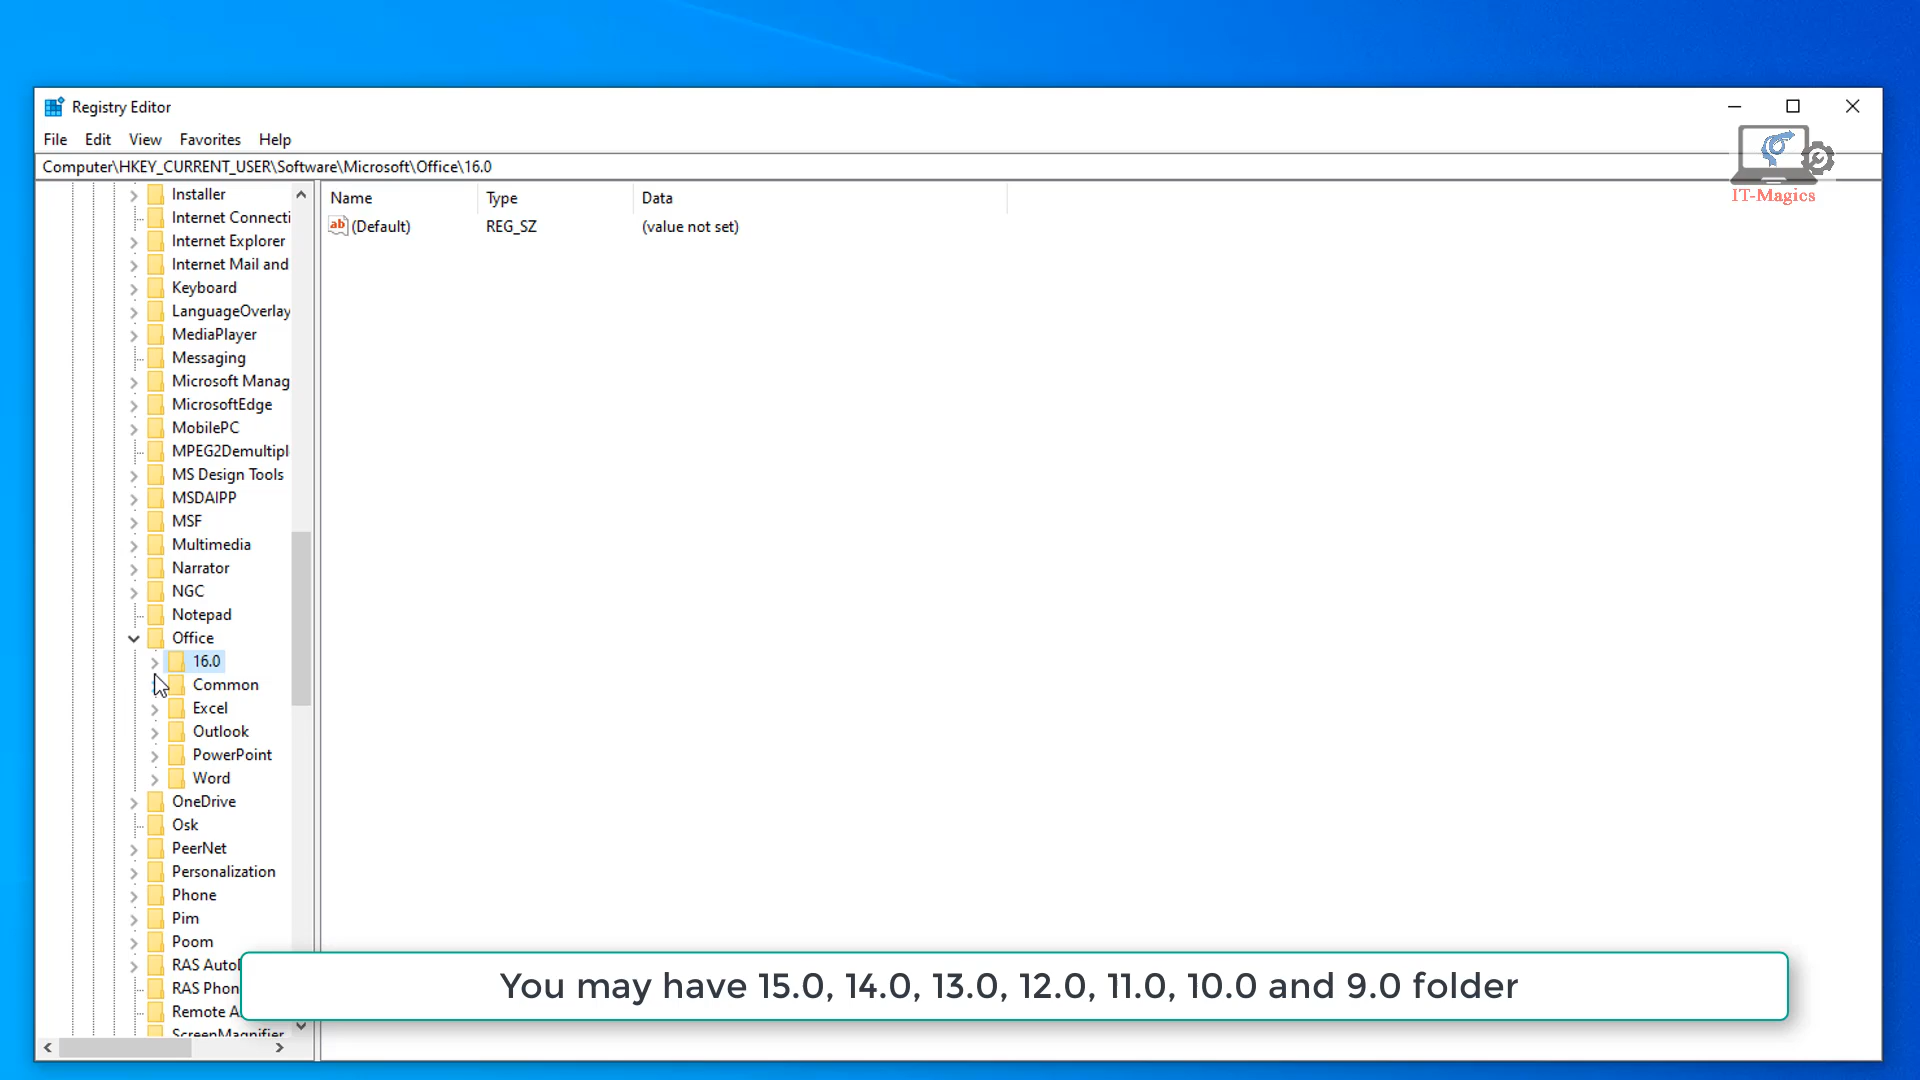 Registry Editor
File Edit View Favorites Help
Computer\HKEY_CURRENT_USER\Software\Microsoft\Office\16.0
IT-Magics
Name Type Data
(Default) REG_SZ (value not set)
Installer
Internet Connecti
Internet Explorer
Internet Mail and
Keyboard
LanguageOverlay
MediaPlayer
Messaging
Microsoft Manag
MicrosoftEdge
MobilePC
MPEG2Demultipl
MS Design Tools
MSDAIPP
MSF
Multimedia
Narrator
NGC
Notepad
Office
16.0
Common
Excel
Outlook
PowerPoint
Word
OneDrive
Osk
PeerNet
Personalization
Phone
Pim
Poom
RAS Auto
RAS Phon
Remote A
ScreenMagnifier
You may have 15.0, 14.0, 13.0, 12.0, 11.0, 10.0 and 9.0 folder